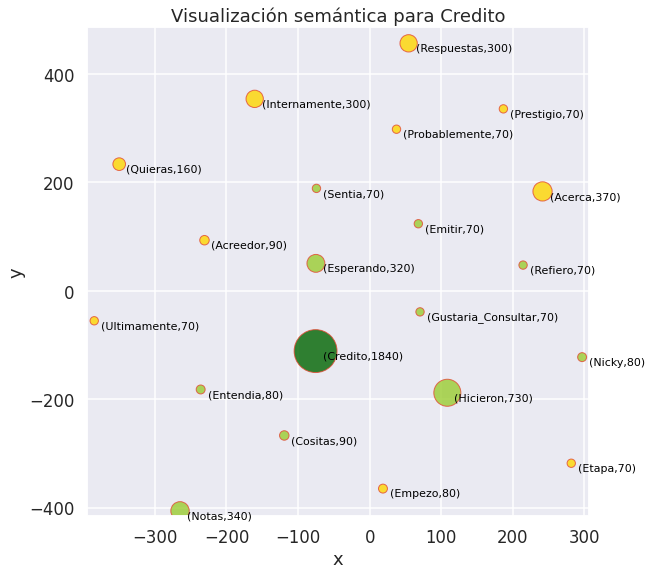 Visualización semántica para Credito
(Respuestas,300)
400
(Internamente,300)
(Prestigio,70)
(Probablemente,70)
(Quieras,160)
200
(Sentia,70)
(Acerca,370)
(Emitir,70)
(Acreedor,90)
(Esperando,320)
(Refiero,70)
y
0
(Gustaria_Consultar,70)
(Ultimamente,70)
(Credito,1840)
(Nicky,80)
(Entendia,80)
(Hicieron,730)
−200
(Cositas,90)
(Etapa,70)
(Empezo,80)
−400
(Notas,340)
−300 −200 −100 0 100 200 300
x